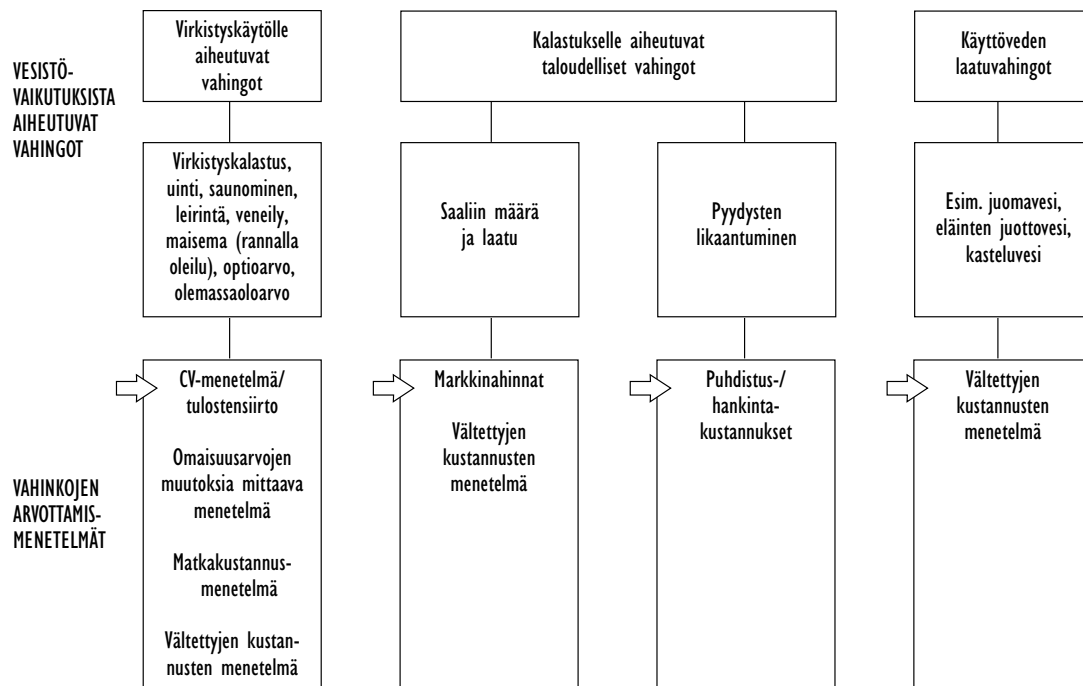 VESISTÖ-
VAIKUTUKSISTA
AIHEUTUVAT
VAHINGOT
Virkistyskäytölle
aiheutuvat
vahingot
Kalastukselle aiheutuvat
taloudelliset vahingot
Käyttöveden
laatuvahingot
Virkistyskalastus,
uinti, saunominen,
leirintä, veneily,
maisema (rannalla
oleilu), optioarvo,
olemassaoloarvo
Saaliin määrä
ja laatu
Pyydysten
likaantuminen
Esim. juomavesi,
eläinten juottovesi,
kasteluvesi
VAHINKOJEN
ARVOTTAMIS-
MENETELMÄT
CV-menetelmä/
tulostensiirto
Omaisuusarvojen
muutoksia mittaava
menetelmä
Matkakustannus-
menetelmä
Vältettyjen kustan-
nusten menetelmä
Markkinahinnat
Vältettyjen
kustannusten
menetelmä
Puhdistus-/
hankinta-
kustannukset
Vältettyjen
kustannusten
menetelmä